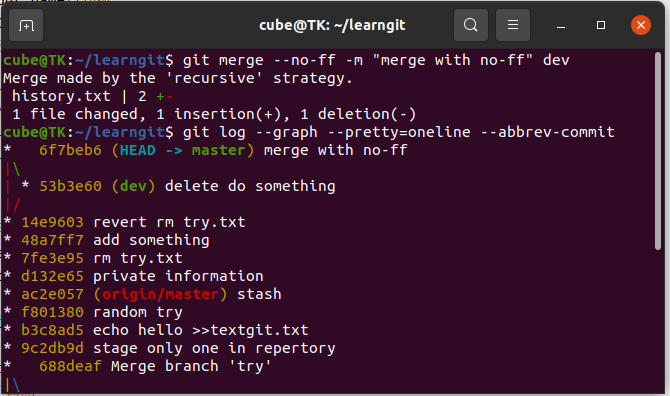 cube@TK: ~/learngit
cube@TK:~/learngit$ git merge --no-ff -m "merge with no-ff" dev
Merge made by the 'recursive' strategy.
 history.txt | 2 +-
 1 file changed, 1 insertion(+), 1 deletion(-)
cube@TK:~/learngit$ git log --graph --pretty=oneline --abbrev-commit
*   6f7beb6 (HEAD -> master) merge with no-ff
|\
| * 53b3e60 (dev) delete do something
|/
* 14e9603 revert rm try.txt
* 48a7ff7 add something
* 7fe3e95 rm try.txt
* d132e65 private information
* ac2e057 (origin/master) stash
* f801380 random try
* b3c8ad5 echo hello >>textgit.txt
* 9c2db9d stage only one in repertory
*   688deaf Merge branch 'try'
|\